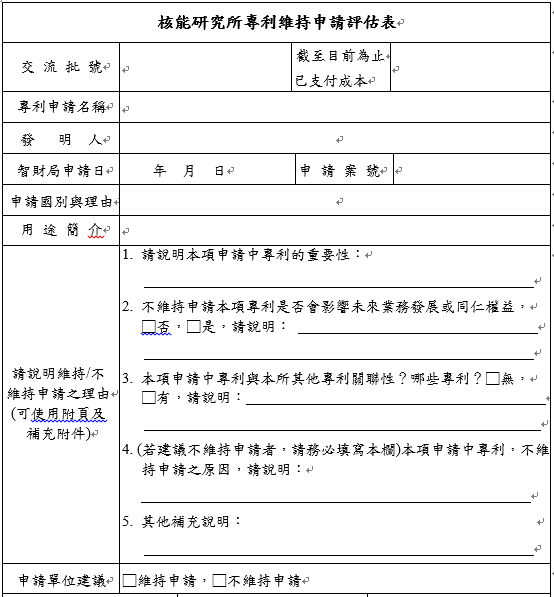 核能研究所專利維持申請評估表
交流批號
截至目前為止
已支付成本
專利申請名稱
發明人
智財局申請日
年 月 日
申請案號
申請國別與理由
用途簡介
請說明維持/不
維持申請之理由
(可使用附頁及
補充附件)
1. 請說明本項申請中專利的重要性：
2. 不維持申請本項專利是否會影響未來業務發展或同仁權益，
□否，□是，請說明：
3. 本項申請中專利與本所其他專利關聯性？哪些專利？□無，
□有，請說明：
4. (若建議不維持申請者，請務必填寫本欄)本項申請中專利，不維
持申請之原因，請說明：
5. 其他補充說明：
申請單位建議
□維持申請，□不維持申請